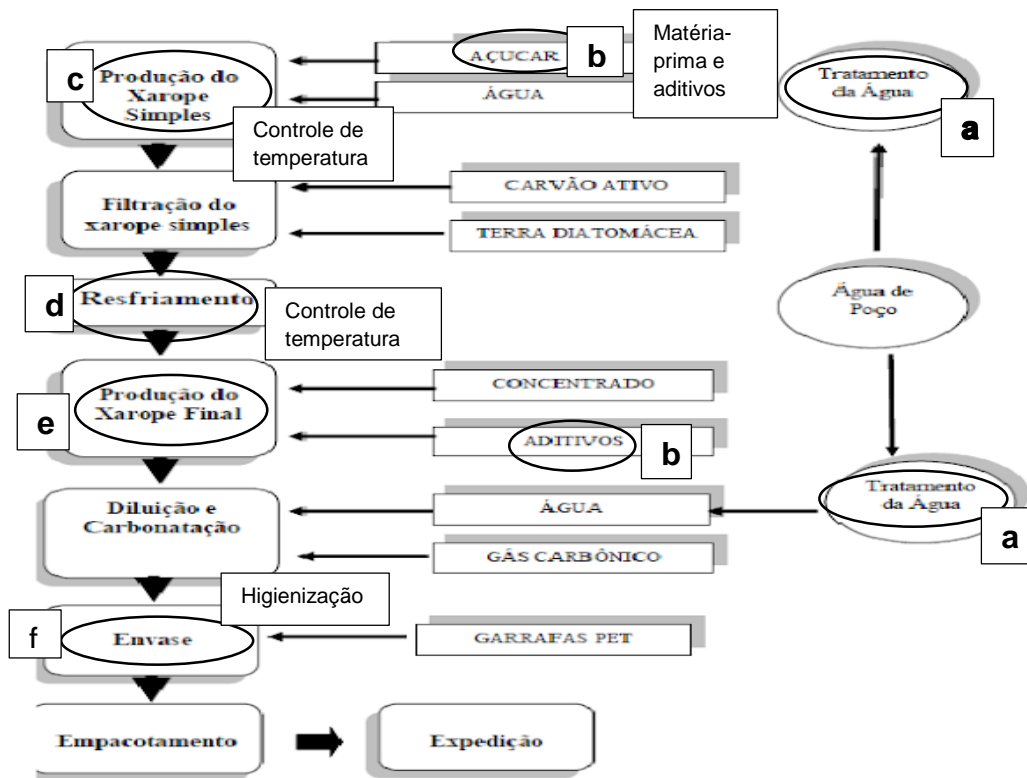 c
Produção do
Xarope
Simples
AÇUCAR
b
Matéria-
prima e
aditivos
ÁGUA
Tratamento
da Água
a
Controle de
temperatura
Filtração do
xarope simples
CARVÃO ATIVO
TERRA DIATOMÁCEA
d
Resfriamento
Controle de
temperatura
Água de
Poço
e
Produção do
Xarope Final
CONCENTRADO
ADITIVOS
b
Diluição e
Carbonatação
ÁGUA
Tratamento
da Água
a
GÁS CARBÔNICO
Higienização
f
Envase
GARRAFAS PET
Empacotamento
Expedição